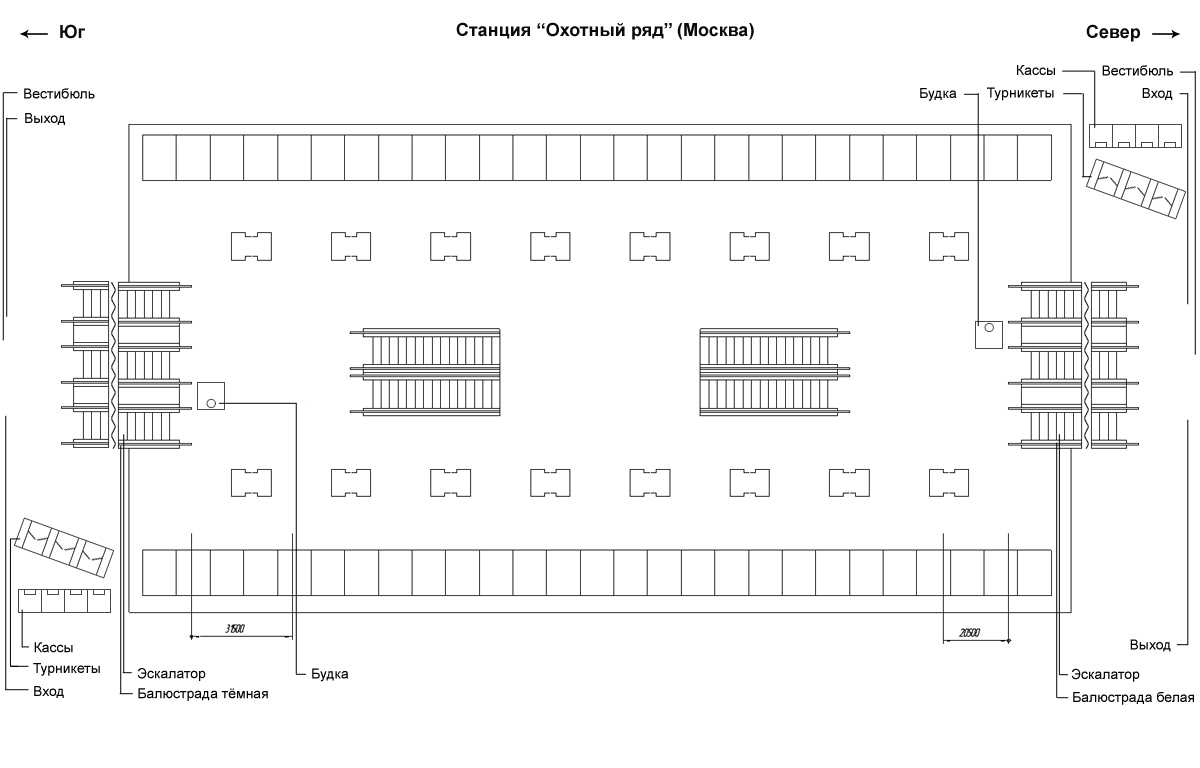 Юг
Станция “Охотный ряд” (Москва)
Север
Кассы
Вестибюль
Будка
Турникеты
Вход
Вестибюль
Выход
31500
20500
Кассы
Турникеты
Вход
Эскалатор
Балюстрада тёмная
Будка
Выход
Эскалатор
Балюстрада белая